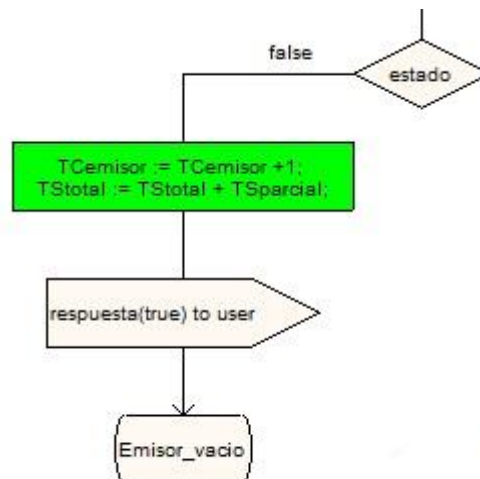 false
estado
TCemisor := TCemisor +1;
TStotal := TStotal + TSparcial;
respuesta(true) to user
Emisor_vacio